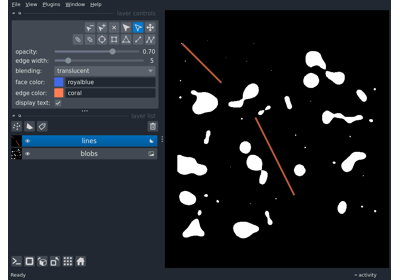 File View Plugins Window Help
layer controls
opacity: 0.70
edge width: 5
blending: translucent
face color: royalblue
edge color: coral
display text:
layer list
lines
blobs
Ready
activity